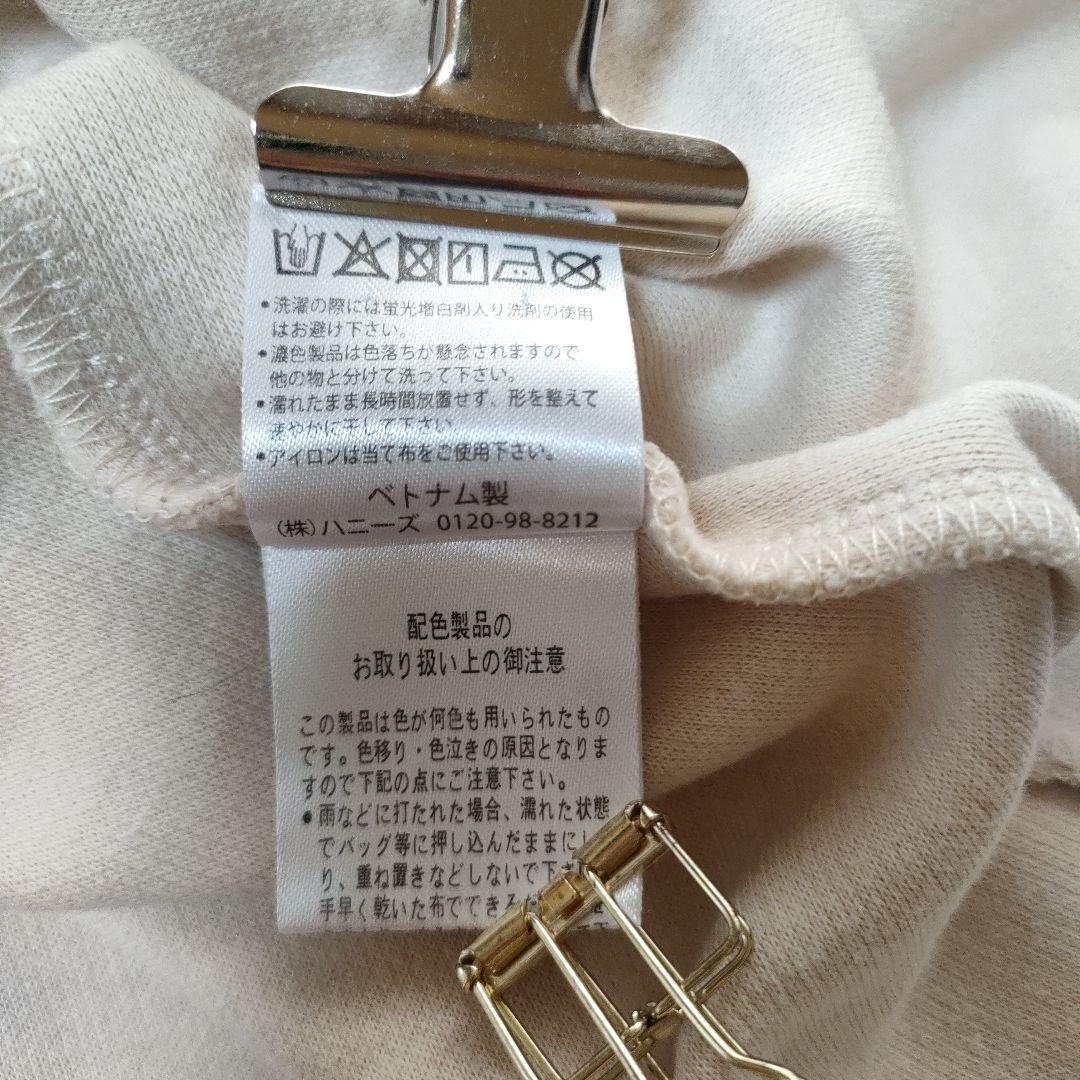 •洗濯の際には蛍光増白剤入り洗剤の使用
はお避け下さい。
•濃色製品は色落ちが懸念されますので
他の物と分けて洗って下さい。
•濡れたまま長時間放置せず、形を整えて
速やかに干して下さい。
•アイロンは当て布をご使用下さい。
ベトナム製
(株)ハニーズ 0120-98-8212
配色製品の
お取り扱い上の御注意
この製品は色が何色も用いられたもの
です。色移り・色泣きの原因となりま
すので下記の点にご注意下さい。
•雨などに打たれた場合、濡れた状態
でバッグ等に押し込んだままにし
り、重ね置きなどしないで下さ
手早く乾いた布でできるだ